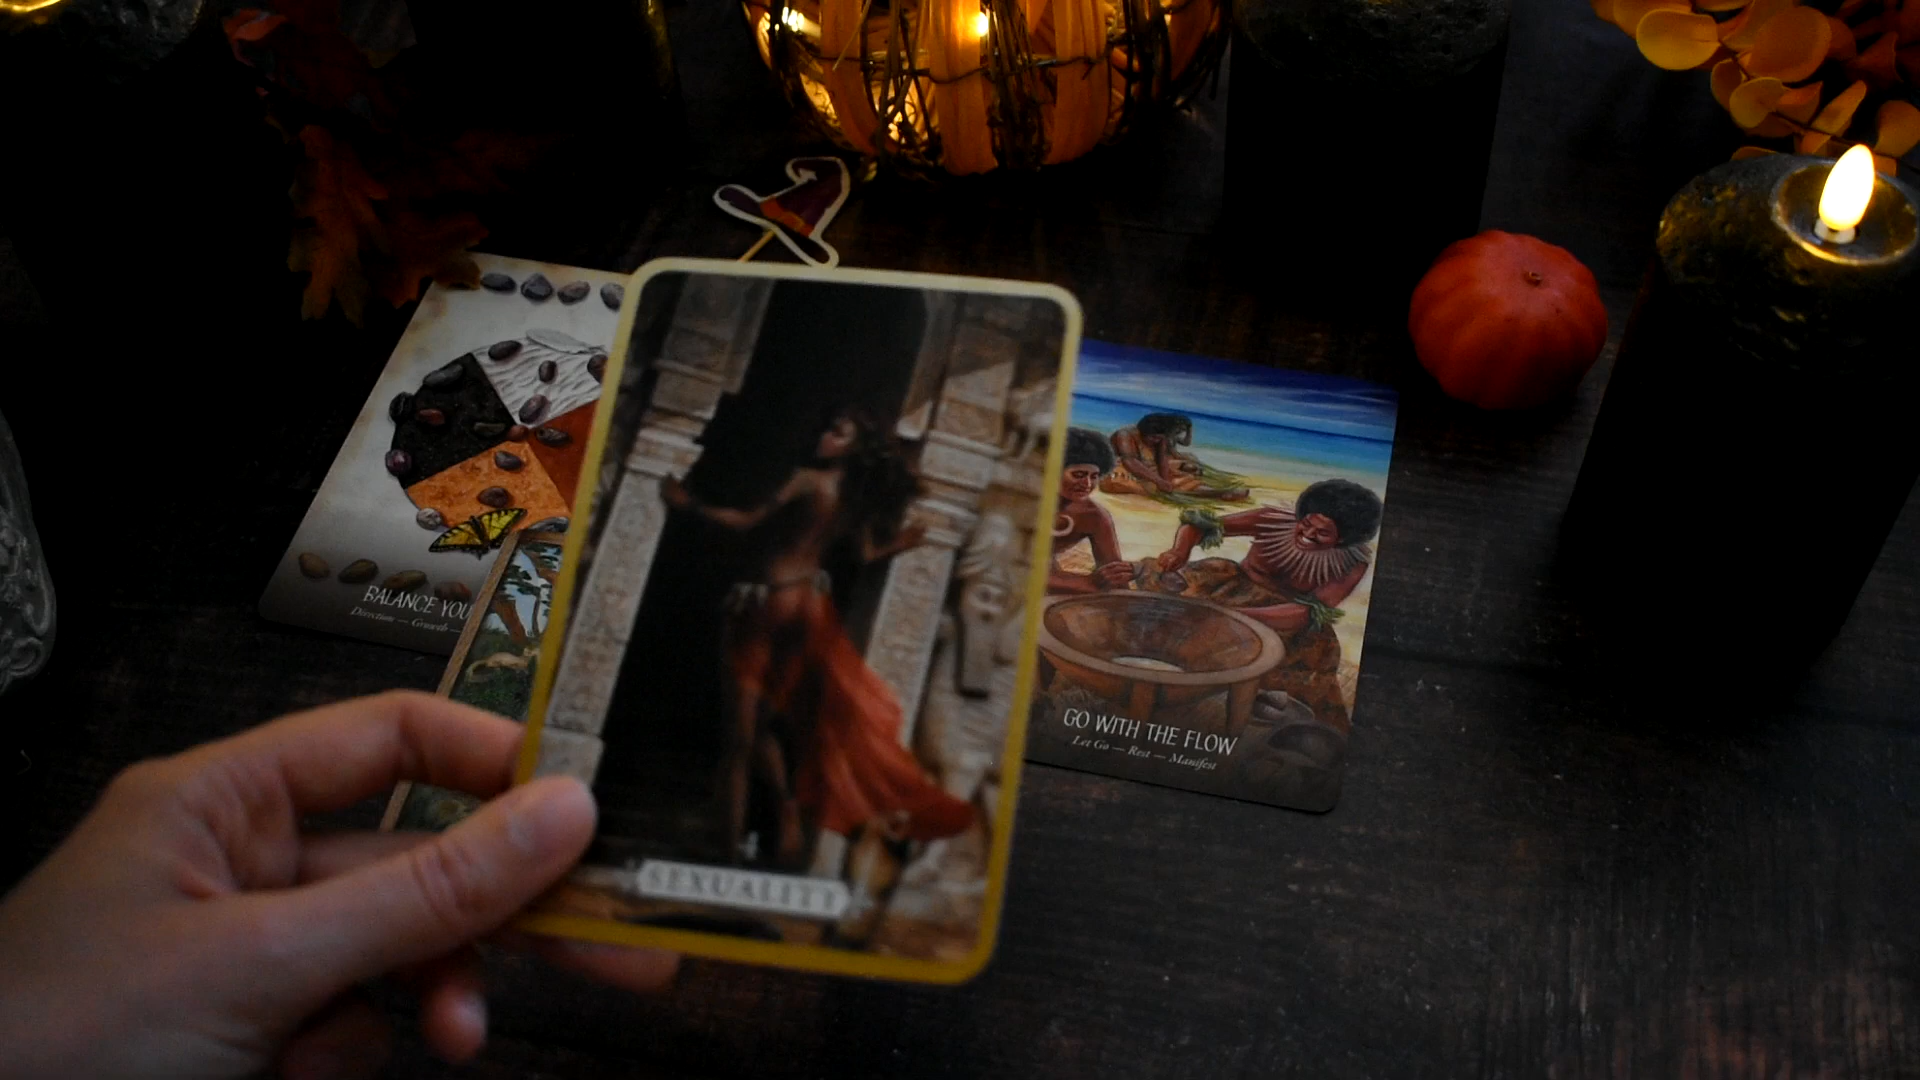 BALANCE YOU
Direction — Growth —
SEXUALITY
GO WITH THE FLOW
Let Go — Rest — Manifest